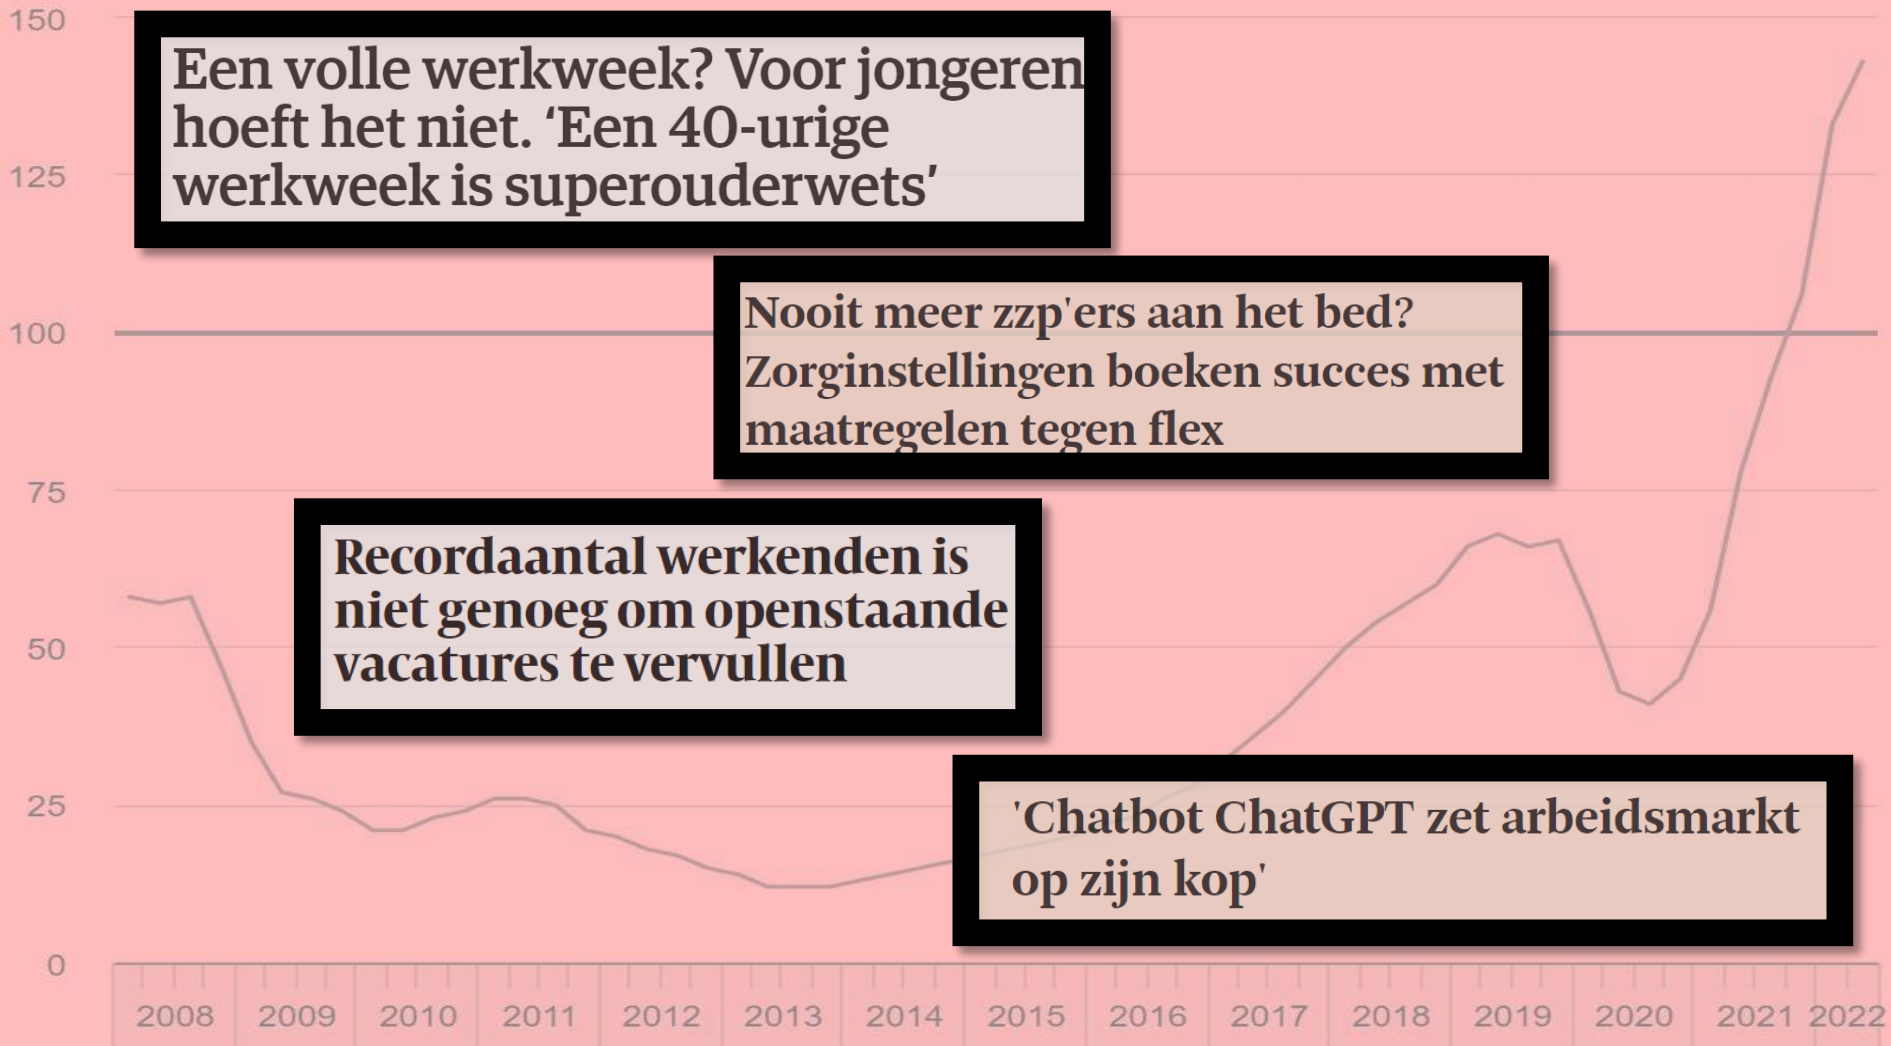 150
Een volle werkweek? Voor jongeren
hoeft het niet. ‘Een 40-urige
werkweek is superouderwets’
125
Nooit meer zzp'ers aan het bed?
Zorginstellingen boeken succes met
maatregelen tegen flex
100
75
Recordaantal werkenden is
niet genoeg om openstaande
vacatures te vervullen
50
25
'Chatbot ChatGPT zet arbeidsmarkt
op zijn kop'
0
2008 2009 2010 2011 2012 2013 2014 2015 2016 2017 2018 2019 2020 2021 2022